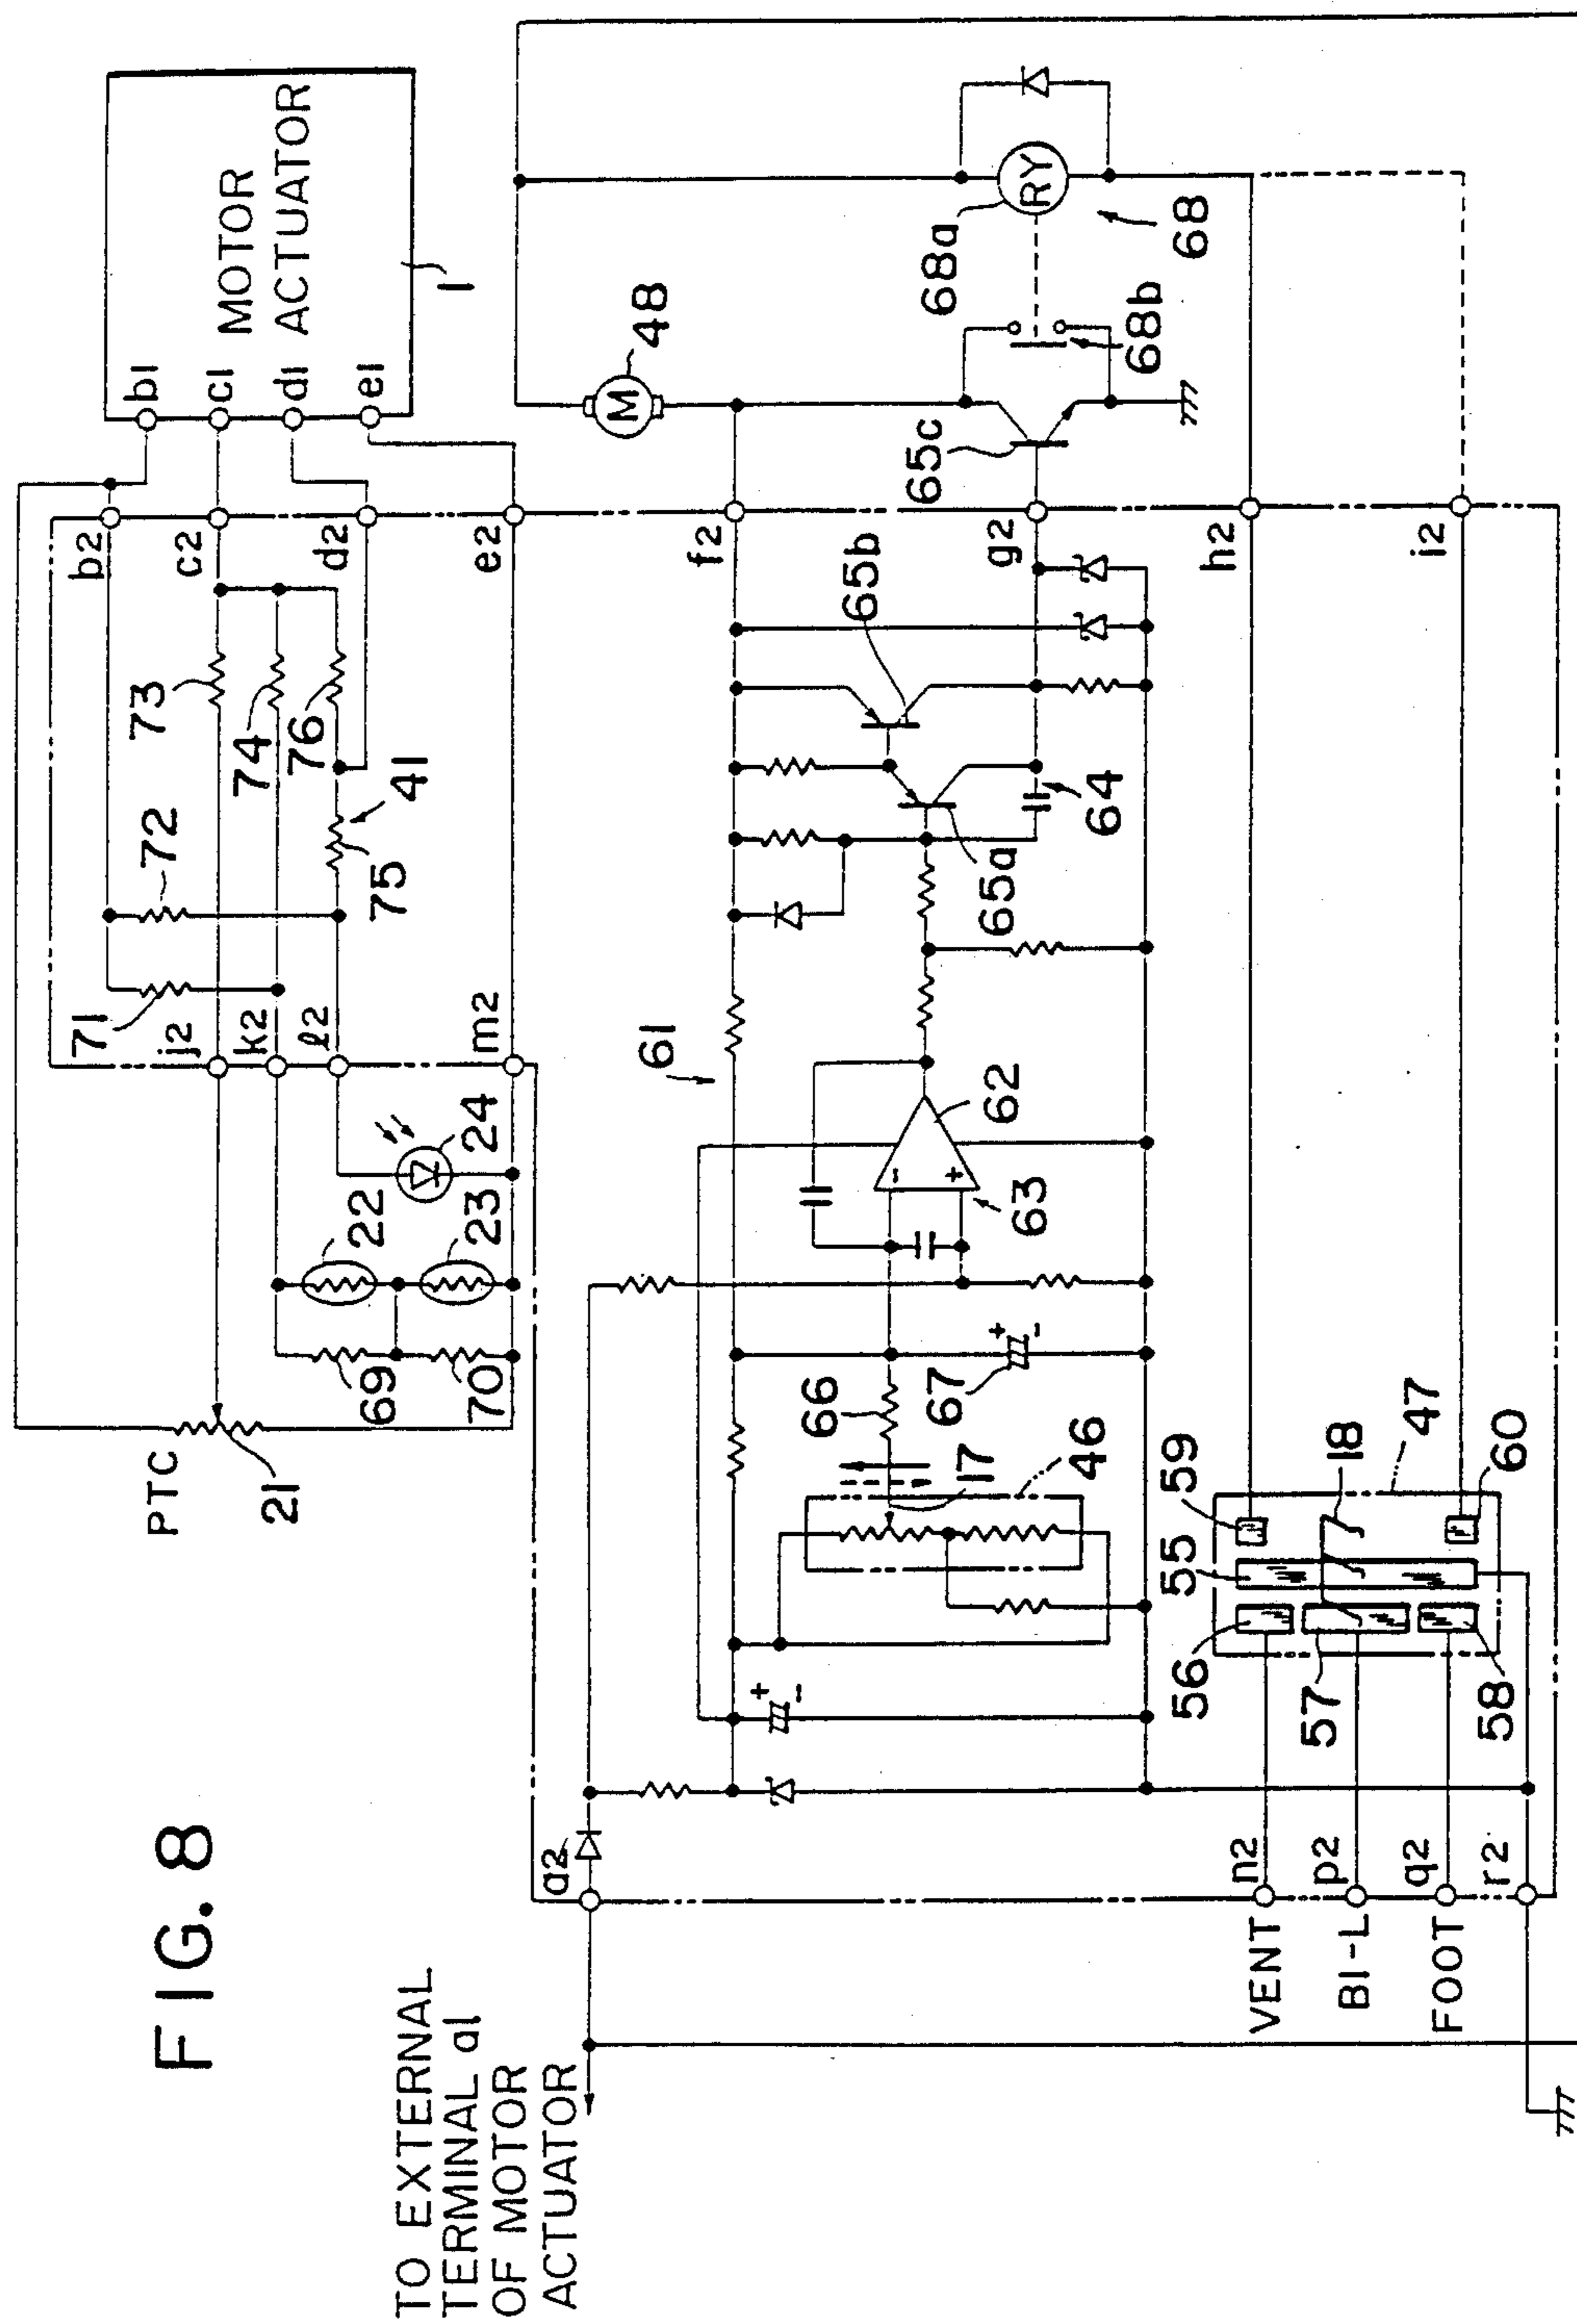 FIG. 8
MOTOR
ACTUATOR
1
b1
c1
d1
e1
b2
c2
d2
e2
73
74
76
72
41
75
71
j2
k2
ℓ2
m2
24
22
23
69
70
PTC
21
48
RY
68a
68
68b
M
65c
f2
g2
h2
i2
65b
64
65a
61
62
-
+
63
66
67
+
-
17
46
59
55
18
47
60
56
57
58
+
-
a2
n2
p2
q2
r2
VENT
BI-L
FOOT
TO EXTERNAL
TERMINAL a1
OF MOTOR
ACTUATOR